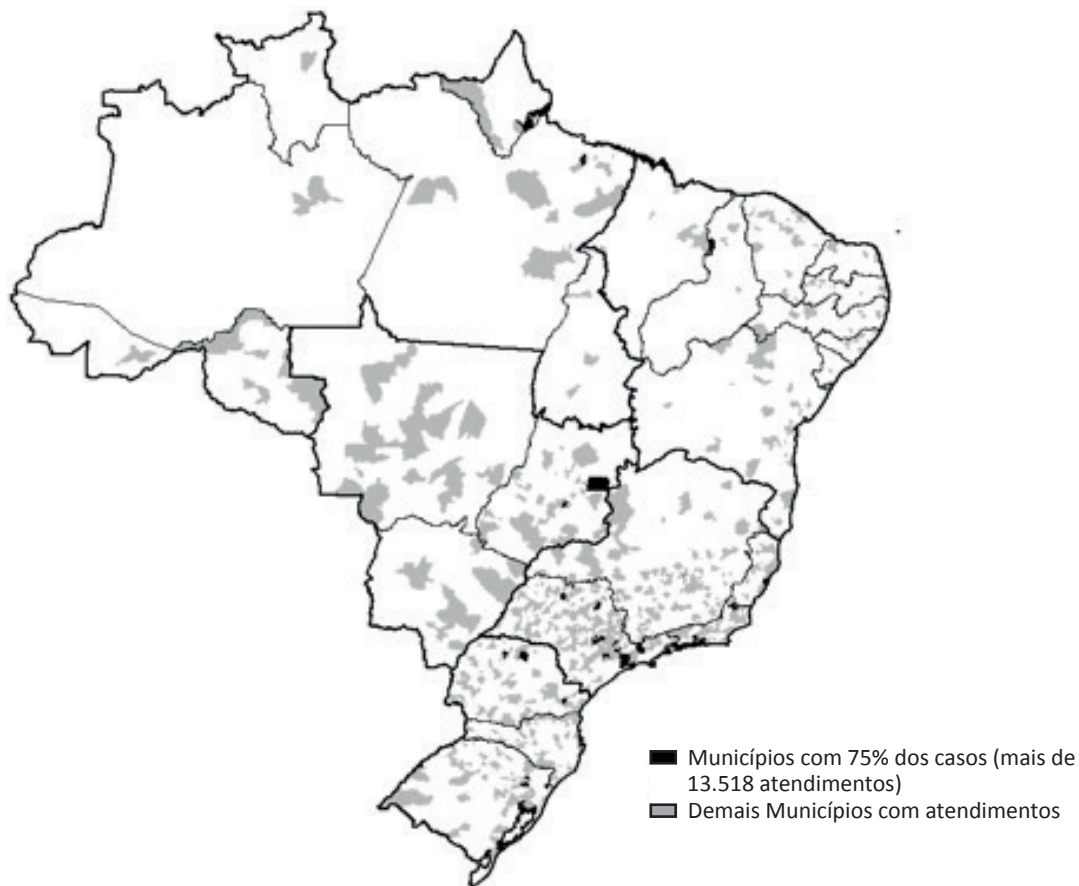 Municípios com 75% dos casos (mais de
13.518 atendimentos)
Demais Municípios com atendimentos